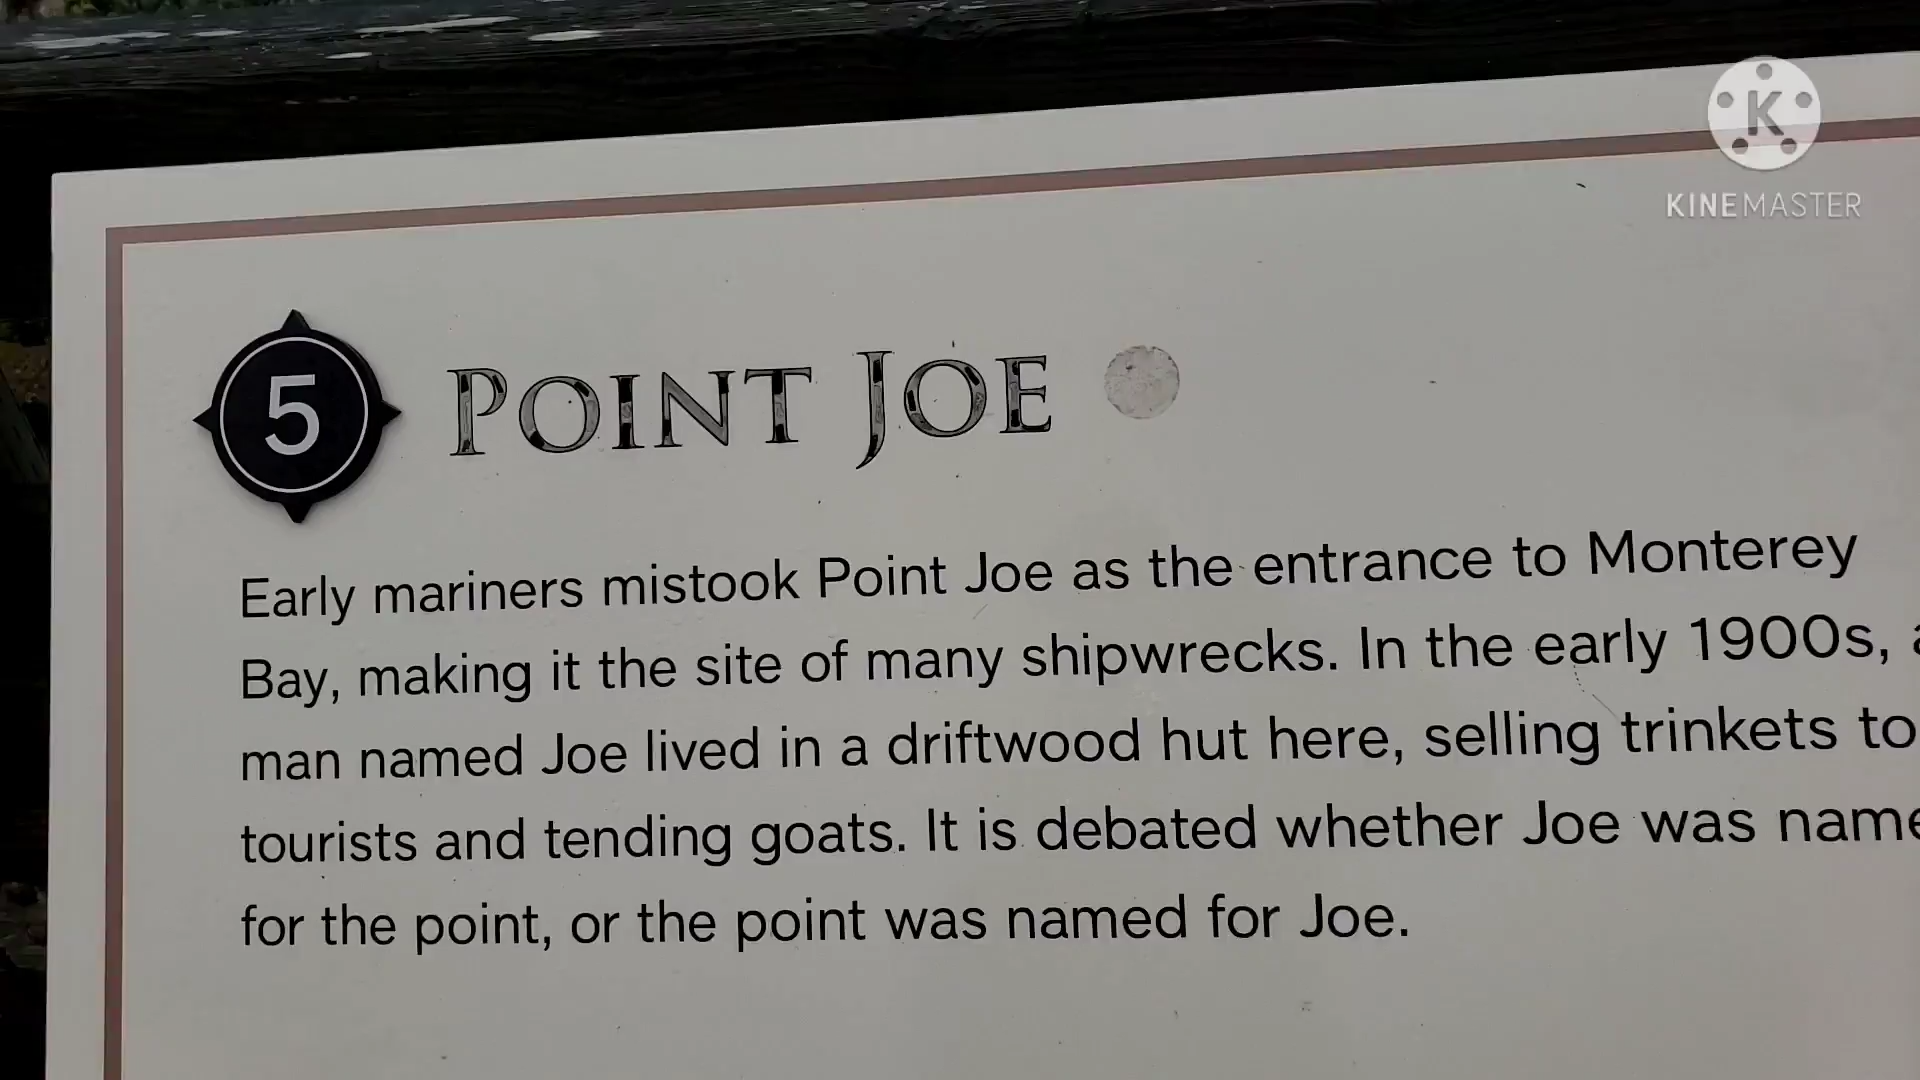 KINEMASTER
5 POINT JOE
Early mariners mistook Point Joe as the entrance to Monterey
Bay, making it the site of many shipwrecks. In the early 1900s, a
man named Joe lived in a driftwood hut here, selling trinkets to
tourists and tending goats. It is debated whether Joe was name
for the point, or the point was named for Joe.